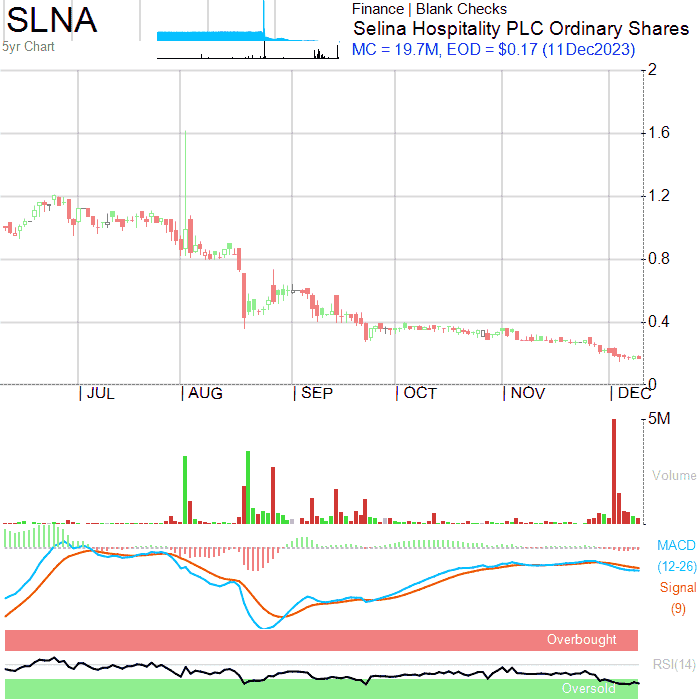 SLNA
5yr Chart
Finance | Blank Checks
Selina Hospitality PLC Ordinary Shares
MC = 19.7M, EOD = $0.17 (11Dec2023)
2
1.6
1.2
0.8
0.4
0
JUL
AUG
SEP
OCT
NOV
DEC
5M
Volume
MACD
(12-26)
Signal
(9)
Overbought
RSI(14)
Oversold